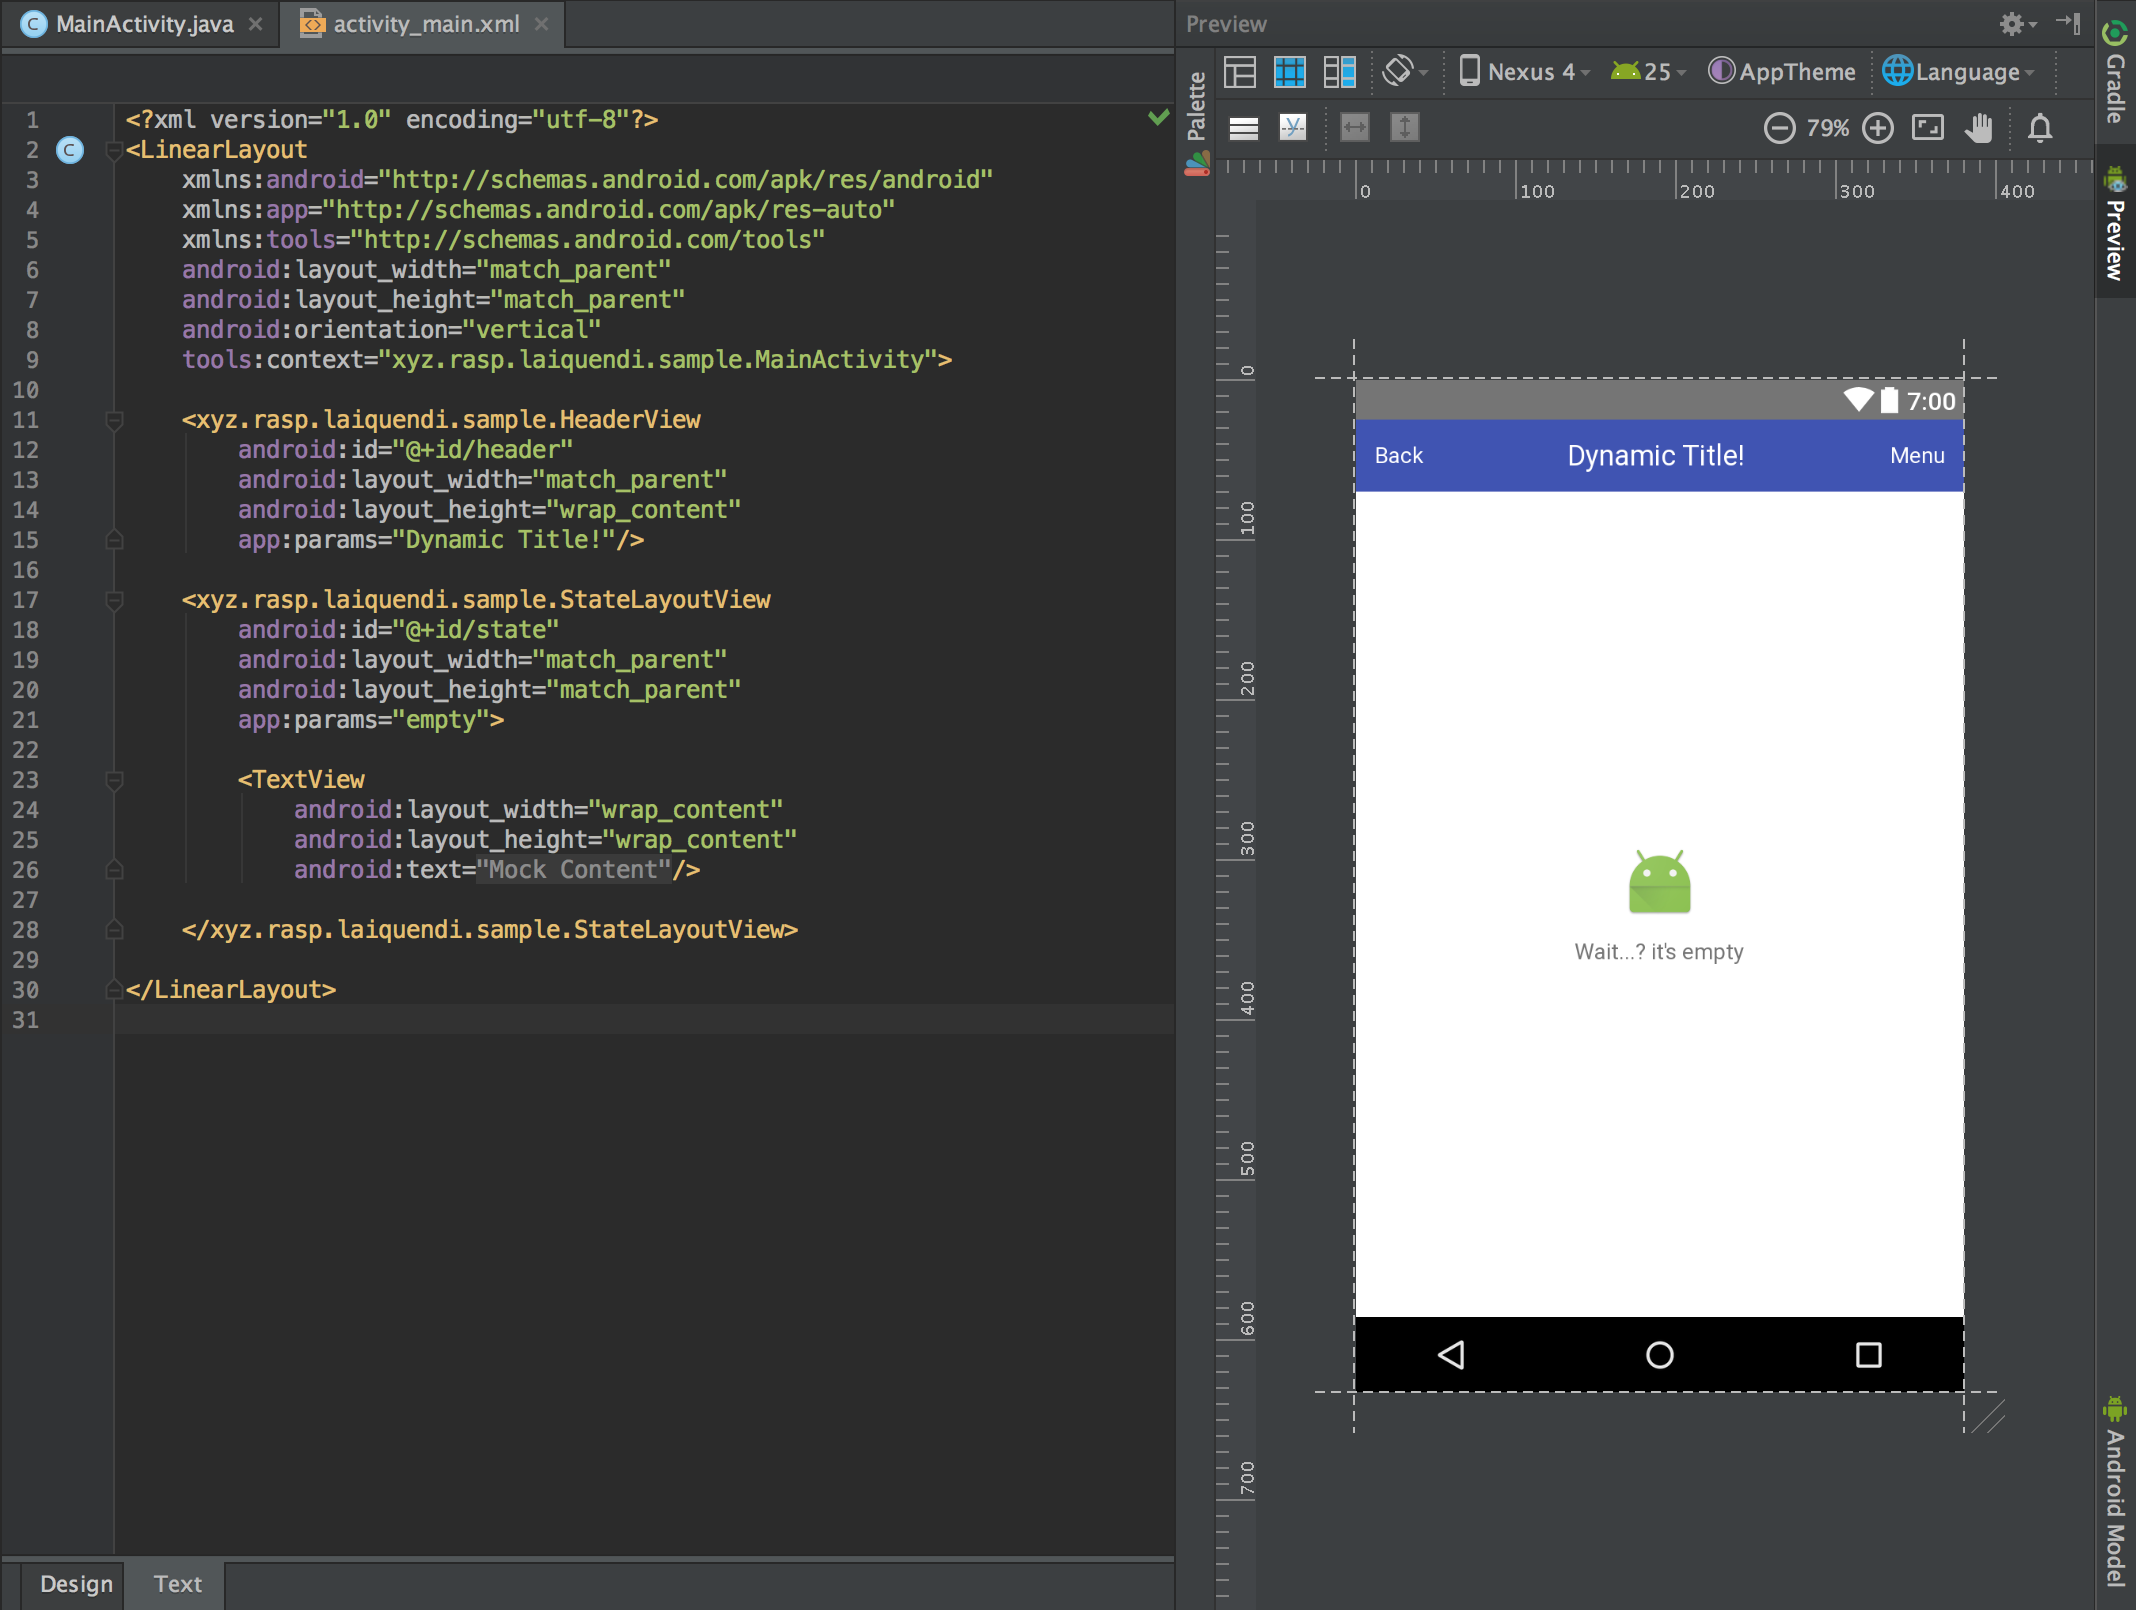 MainActivity.java
activity_main.xml
1 <?xml version="1.0" encoding="utf-8"?>
2 <LinearLayout
3 xmlns:android="http://schemas.android.com/apk/res/android"
4 xmlns:app="http://schemas.android.com/apk/res-auto"
5 xmlns:tools="http://schemas.android.com/tools"
6 android:layout_width="match_parent"
7 android:layout_height="match_parent"
8 android:orientation="vertical"
9 tools:context="xyz.rasp.laiquendi.sample.MainActivity">
10
11 <xyz.rasp.laiquendi.sample.HeaderView
12 android:id="@+id/header"
13 android:layout_width="match_parent"
14 android:layout_height="wrap_content"
15 app:params="Dynamic Title!"/>
16
17 <xyz.rasp.laiquendi.sample.StateLayoutView
18 android:id="@+id/state"
19 android:layout_width="match_parent"
20 android:layout_height="match_parent"
21 app:params="empty">
22
23 <TextView
24 android:layout_width="wrap_content"
25 android:layout_height="wrap_content"
26 android:text="Mock Content"/>
27
28 </xyz.rasp.laiquendi.sample.StateLayoutView>
29
30 </LinearLayout>
31
Design
Text
Preview
Palette
Nexus 4
25
AppTheme
Language
79%
0 100 200 300 400
0
100
200
300
400
500
600
700
7:00
Back
Dynamic Title!
Menu
Wait...? it's empty
Gradle
Preview
Android Model